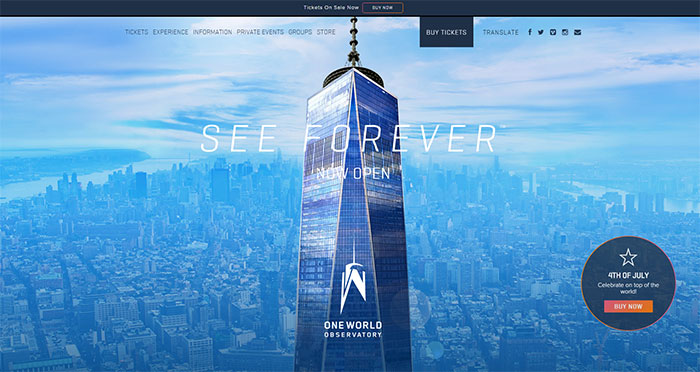 Tickets On Sale Now BUY NOW
TICKETS EXPERIENCE INFORMATION PRIVATE EVENTS GROUPS STORE BUY TICKETS TRANSLATE
SEE FOREVER™
NOW OPEN
4TH OF JULY
Celebrate on top of the
world!
BUY NOW
ONE WORLD
OBSERVATORY